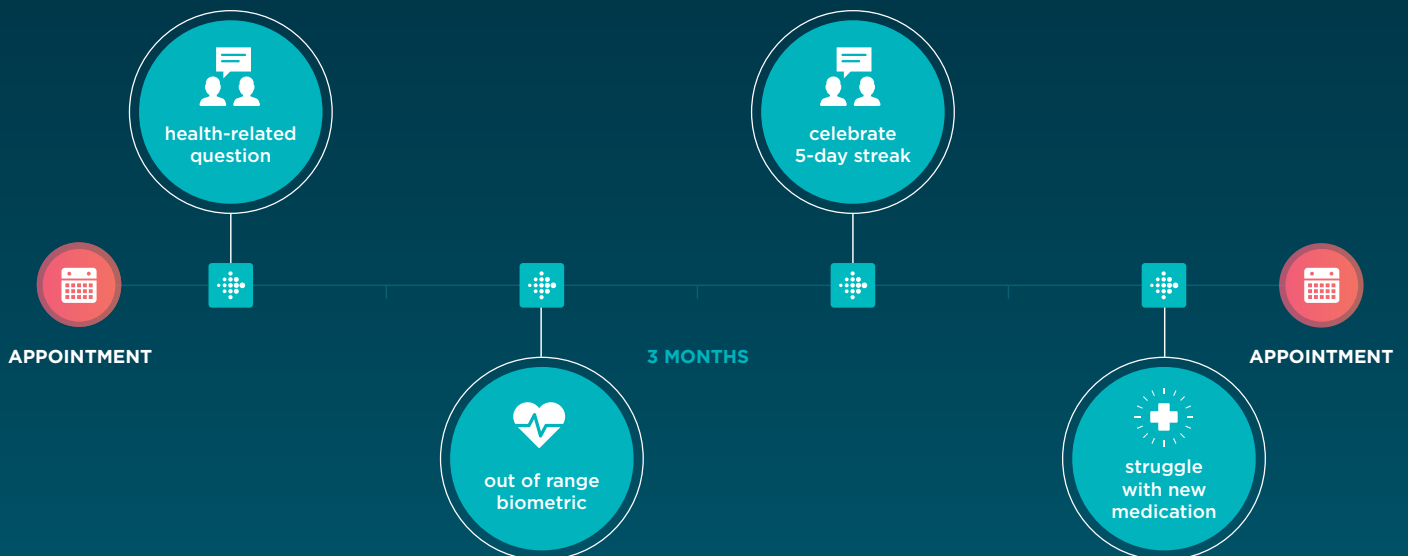 health-related
question
celebrate
5-day streak
APPOINTMENT
3 MONTHS
APPOINTMENT
out of range
biometric
struggle
with new
medication